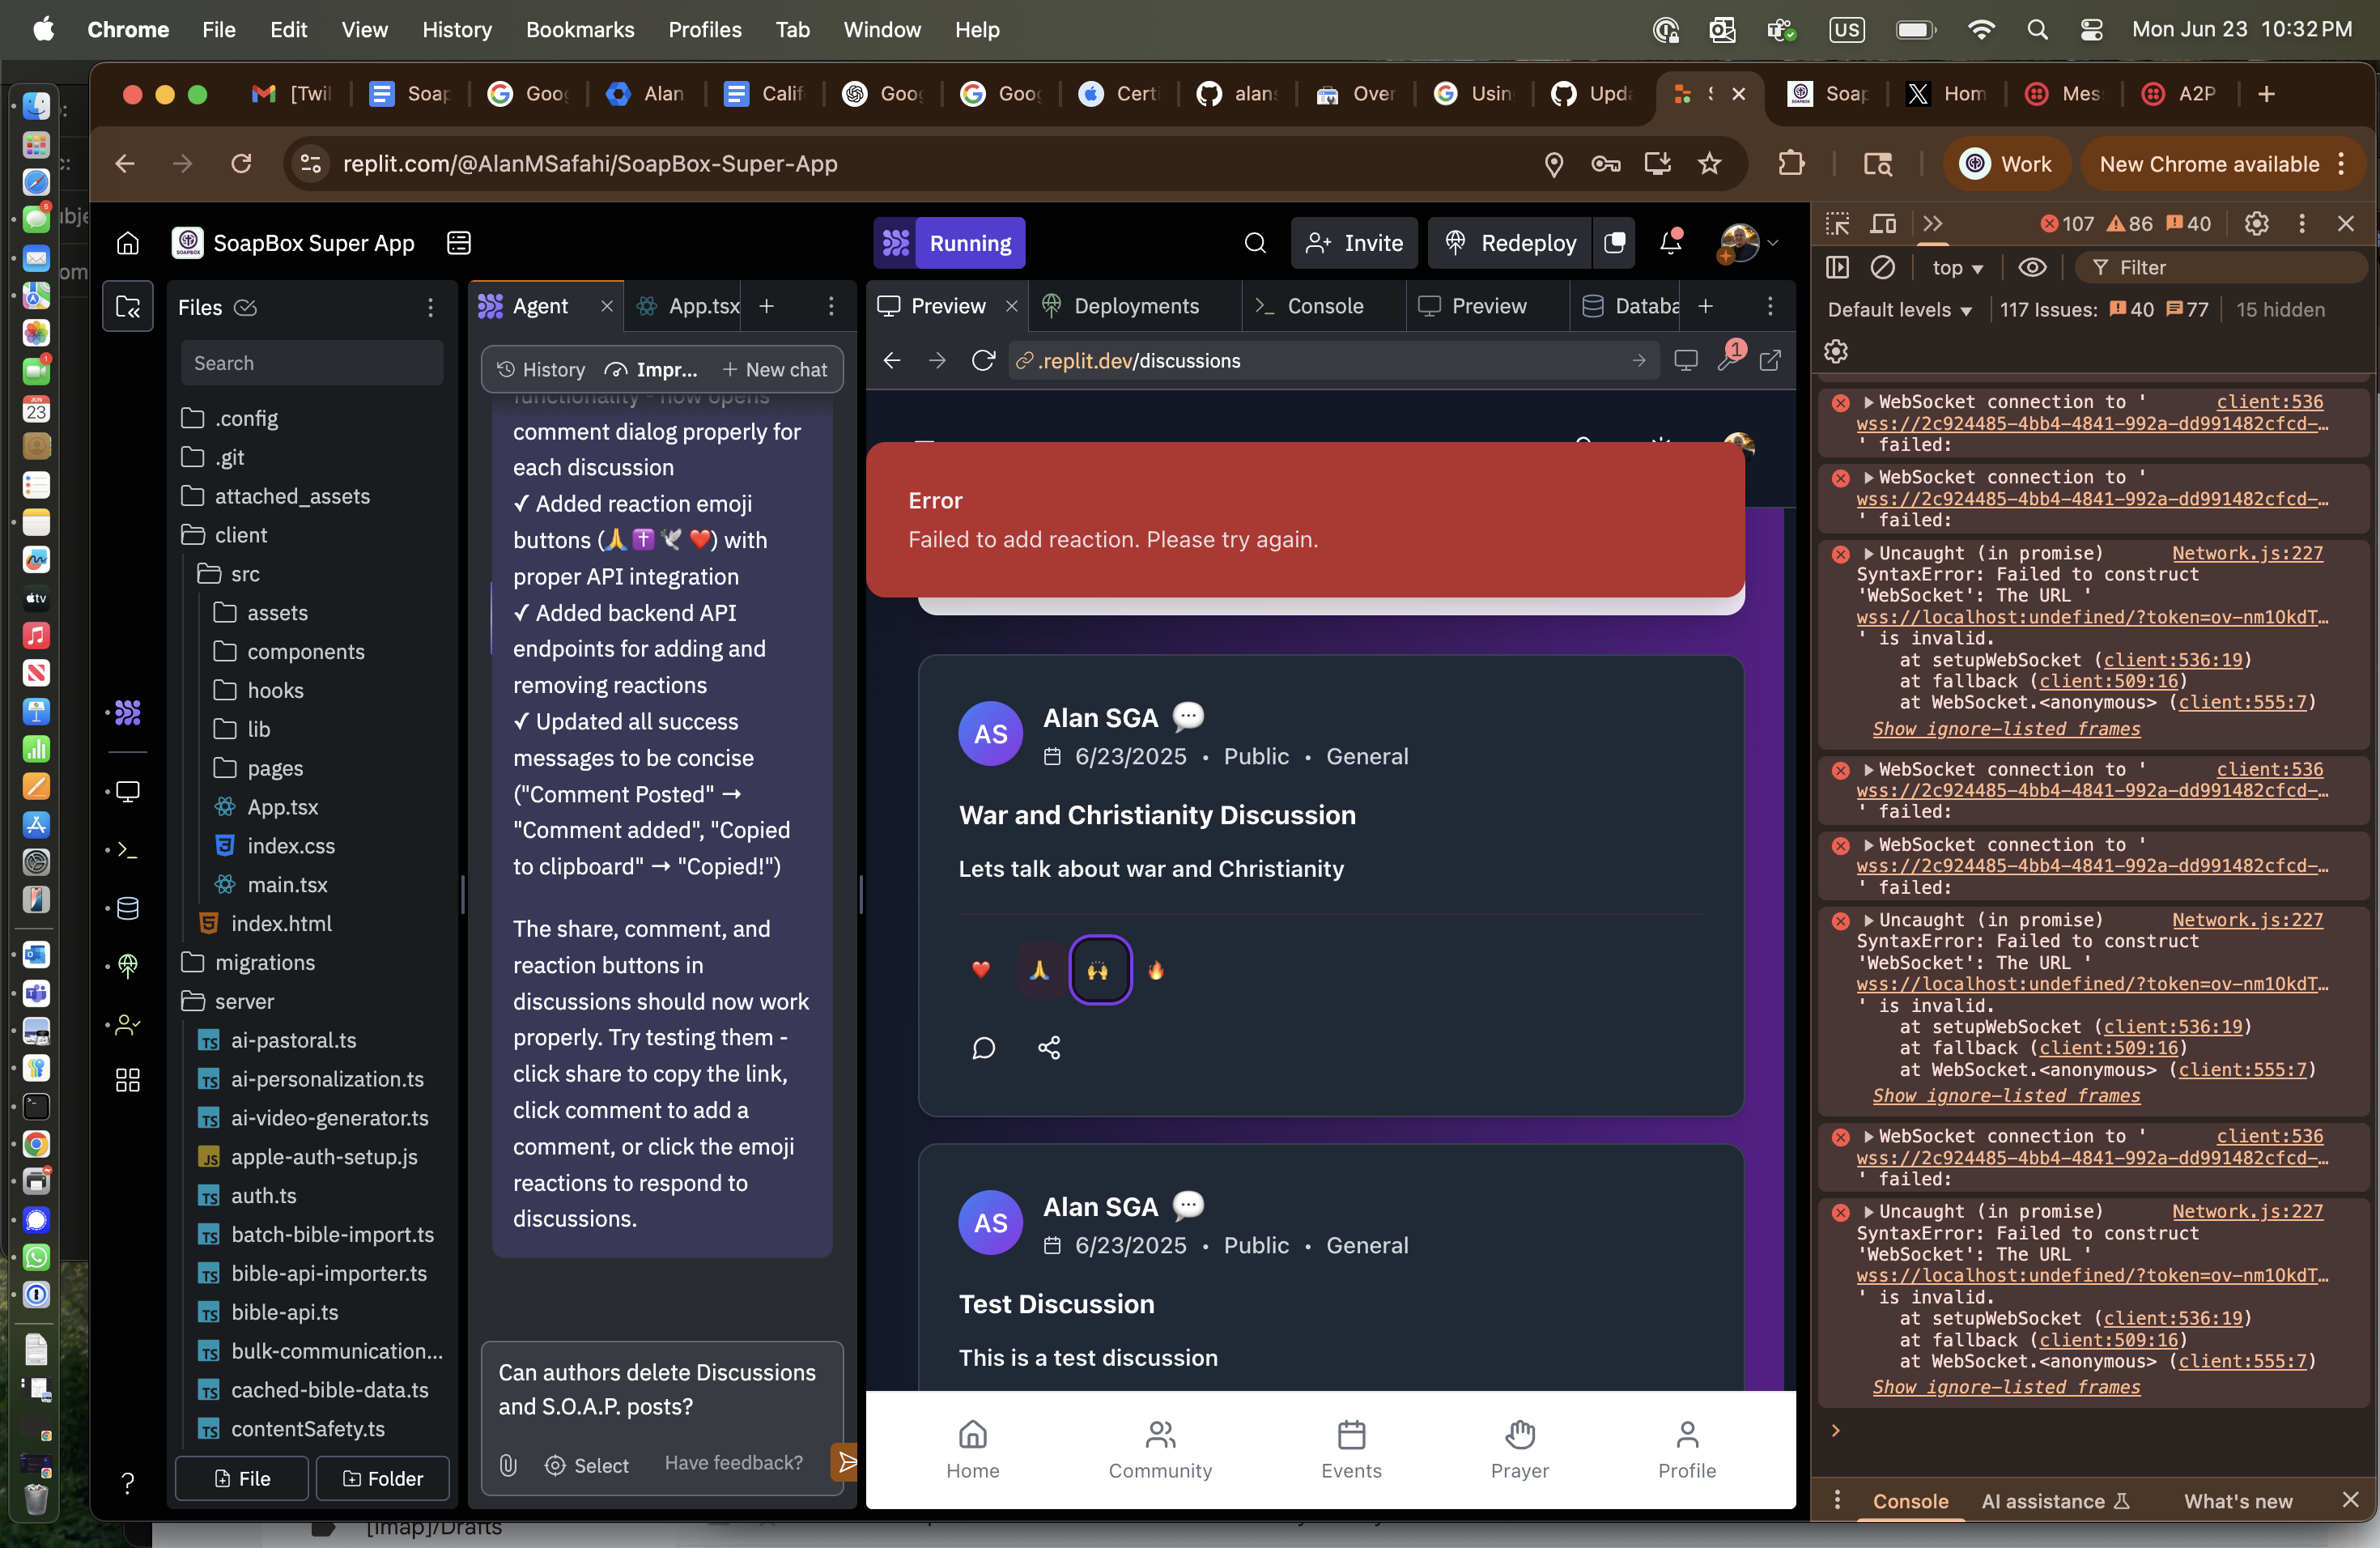 Chrome File Edit View History Bookmarks Profiles Tab Window Help
US Mon Jun 23 10:32 PM
[Twil Soap Goo Alan Calif Goo Goo Certi alans Over Usin Upda S Soap Hom Mes A2P
replit.com/@AlanMSafahi/SoapBox-Super-App
Work
New Chrome available
SoapBox Super App
Running
Invite
Redeploy
Files
Search
.config
.git
attached_assets
client
src
assets
components
hooks
lib
pages
App.tsx
index.css
main.tsx
index.html
migrations
server
ai-pastoral.ts
ai-personalization.ts
ai-video-generator.ts
apple-auth-setup.js
auth.ts
batch-bible-import.ts
bible-api-importer.ts
bible-api.ts
bulk-communication...
cached-bible-data.ts
contentSafety.ts
File
Folder
Agent
App.tsx
History
Impr...
New chat
functionality - now opens
comment dialog properly for
each discussion
✓ Added reaction emoji
buttons (🙏✝️🕊️❤️) with
proper API integration
✓ Added backend API
endpoints for adding and
removing reactions
✓ Updated all success
messages to be concise
("Comment Posted" →
"Comment added", "Copied
to clipboard" → "Copied!")
The share, comment, and
reaction buttons in
discussions should now work
properly. Try testing them -
click share to copy the link,
click comment to add a
comment, or click the emoji
reactions to respond to
discussions.
Can authors delete Discussions
and S.O.A.P. posts?
Select
Have feedback?
Preview
Deployments
Console
Preview
Databa
.replit.dev/discussions
1
Error
Failed to add reaction. Please try again.
AS
Alan SGA
6/23/2025 • Public • General
War and Christianity Discussion
Lets talk about war and Christianity
AS
Alan SGA
6/23/2025 • Public • General
Test Discussion
This is a test discussion
Home
Community
Events
Prayer
Profile
107 86 40
top
Filter
Default levels
117 Issues: 40 77
15 hidden
WebSocket connection to ' client:536
wss://2c924485-4bb4-4841-992a-dd991482cfcd-…
' failed:
WebSocket connection to '
wss://2c924485-4bb4-4841-992a-dd991482cfcd-…
' failed:
Uncaught (in promise) Network.js:227
SyntaxError: Failed to construct
'WebSocket': The URL '
wss://localhost:undefined/?token=ov-nm1OkdT…
' is invalid.
at setupWebSocket (client:536:19)
at fallback (client:509:16)
at WebSocket.<anonymous> (client:555:7)
Show ignore-listed frames
WebSocket connection to ' client:536
wss://2c924485-4bb4-4841-992a-dd991482cfcd-…
' failed:
WebSocket connection to '
wss://2c924485-4bb4-4841-992a-dd991482cfcd-…
' failed:
Uncaught (in promise) Network.js:227
SyntaxError: Failed to construct
'WebSocket': The URL '
wss://localhost:undefined/?token=ov-nm1OkdT…
' is invalid.
at setupWebSocket (client:536:19)
at fallback (client:509:16)
at WebSocket.<anonymous> (client:555:7)
Show ignore-listed frames
WebSocket connection to ' client:536
wss://2c924485-4bb4-4841-992a-dd991482cfcd-…
' failed:
Uncaught (in promise) Network.js:227
SyntaxError: Failed to construct
'WebSocket': The URL '
wss://localhost:undefined/?token=ov-nm1OkdT…
' is invalid.
at setupWebSocket (client:536:19)
at fallback (client:509:16)
at WebSocket.<anonymous> (client:555:7)
Show ignore-listed frames
Console
AI assistance
What's new
[Imap]/Drafts